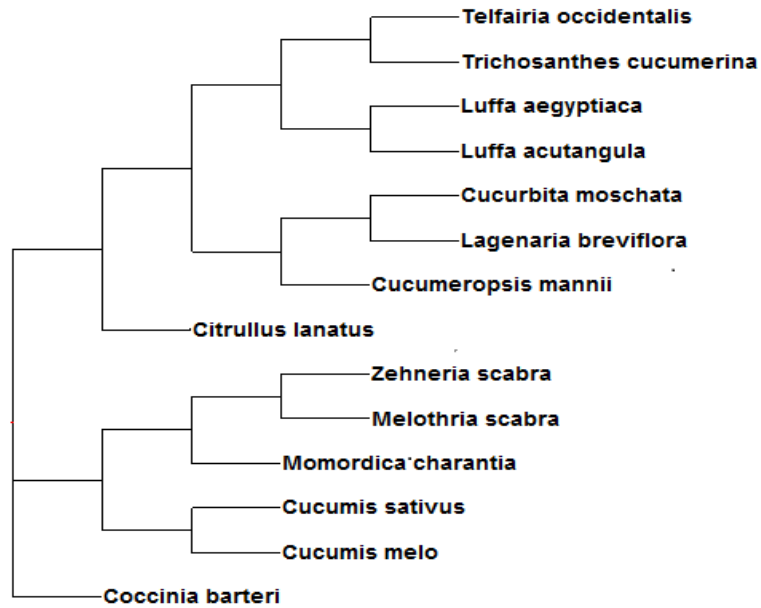 Telfairia occidentalis
Trichosanthes cucumerina
Luffa aegyptiaca
Luffa acutangula
Cucurbita moschata
Lagenaria breviflora
Cucumeropsis mannii
Citrullus lanatus
Zehneria scabra
Melothria scabra
Momordica charantia
Cucumis sativus
Cucumis melo
Coccinia barteri